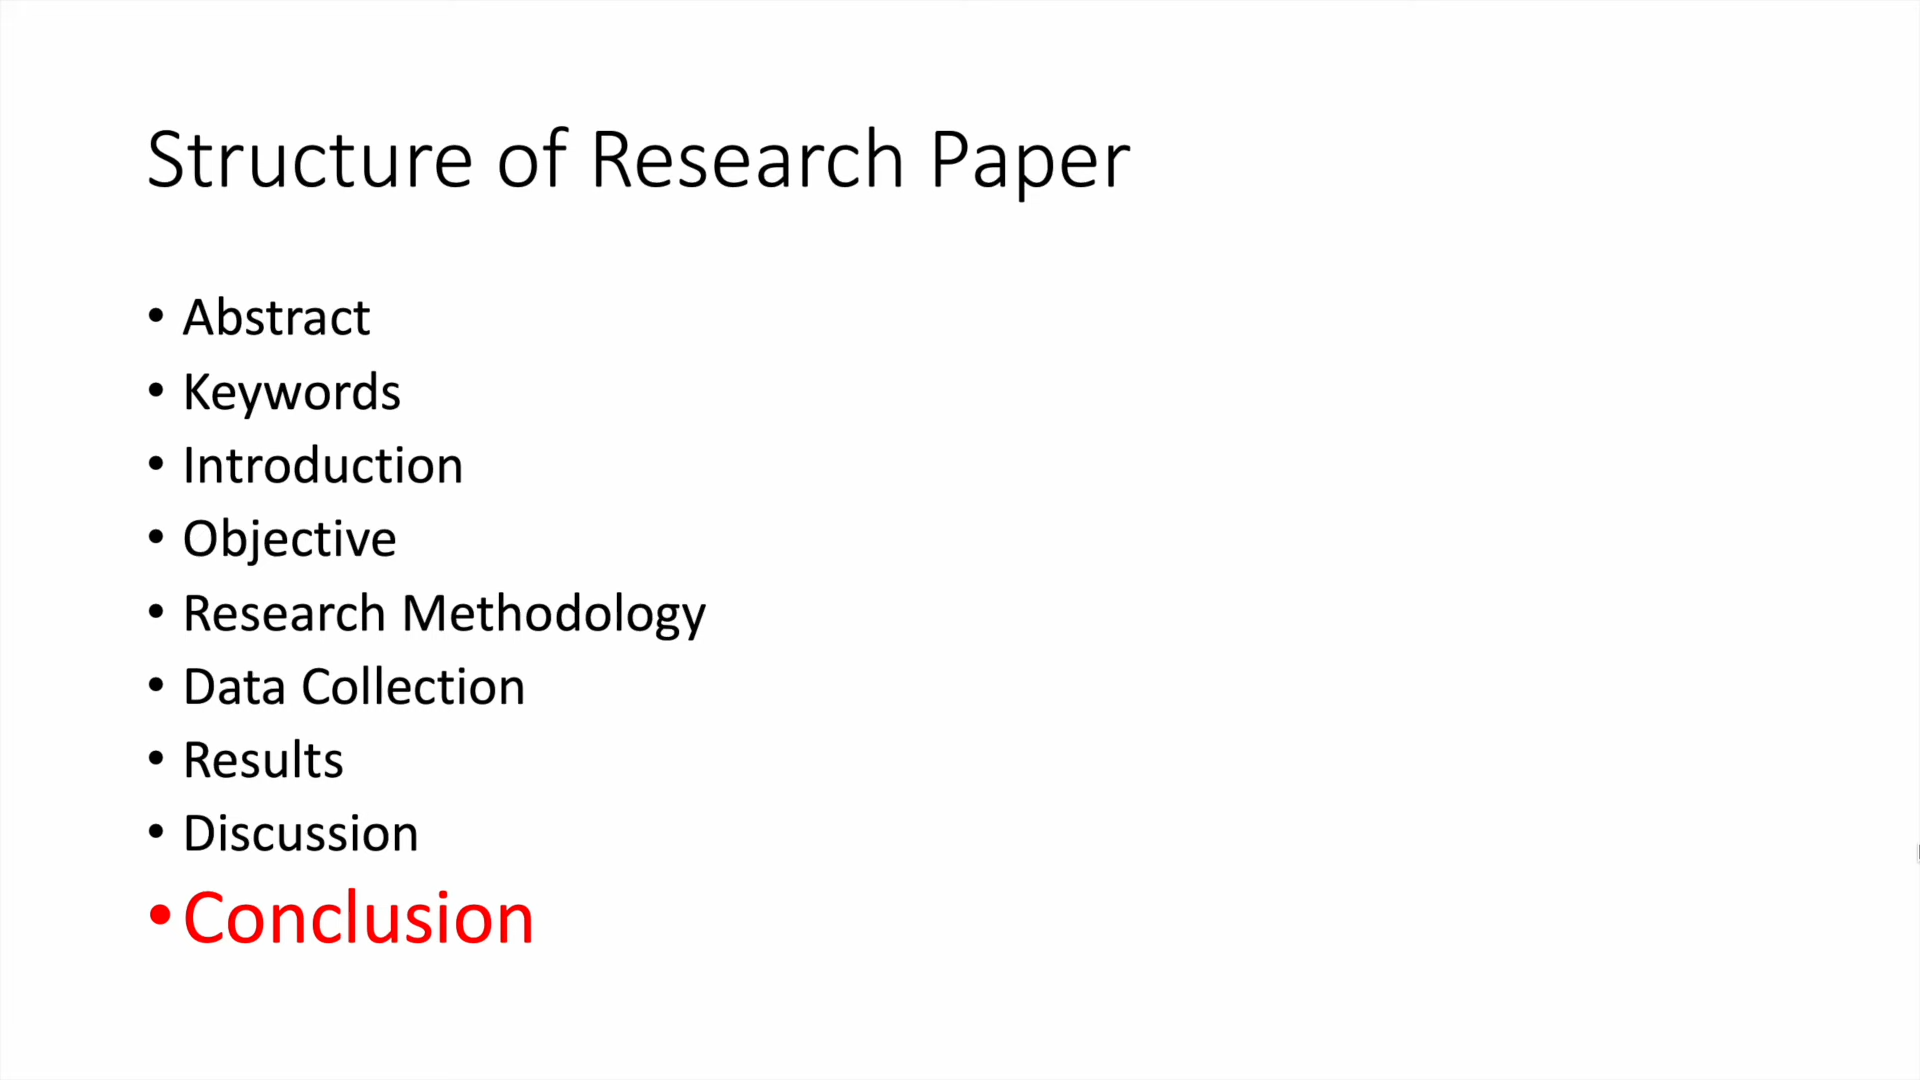 Structure of Research Paper
• Abstract
• Keywords
• Introduction
• Objective
• Research Methodology
• Data Collection
• Results
• Discussion
• Conclusion